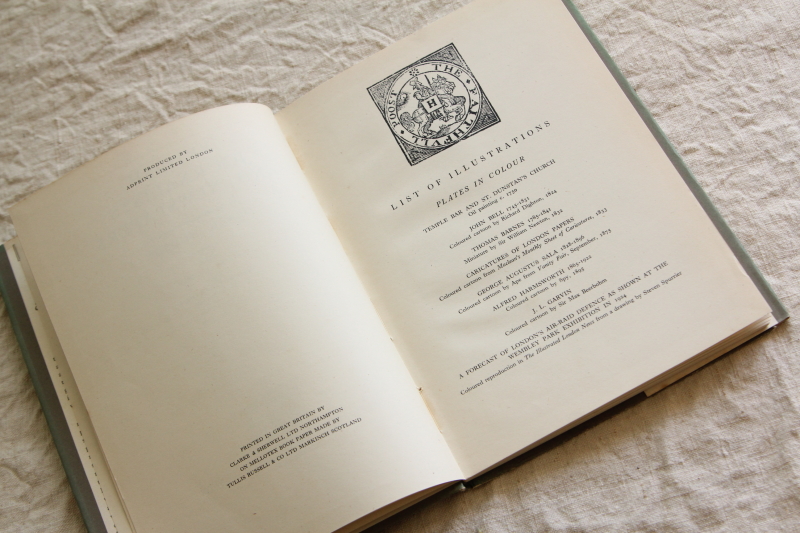 PRODUCED BY
ADPRINT LIMITED LONDON
PRINTED IN GREAT BRITAIN BY
CLARKE & SHERWELL LTD NORTHAMPTON
ON MELLOTEX BOOK PAPER MADE BY
TULLIS RUSSELL & CO LTD MARKINCH SCOTLAND
THE FAITHFULL POOST
H
LIST OF ILLUSTRATIONS
PLATES IN COLOUR
TEMPLE BAR AND ST. DUNSTAN'S CHURCH
Oil painting c. 1750
JOHN BELL 1745-1831
Coloured cartoon by Richard Dighton, 1824
THOMAS BARNES 1785-1841
Miniature by Sir William Newton, 1832
CARICATURES OF LONDON PAPERS
Coloured cartoon from Maclean's Monthly Sheet of Caricatures, 1833
GEORGE AUGUSTUS SALA 1828-1896
Coloured cartoon by Ape from Vanity Fair, September, 1875
ALFRED HARMSWORTH 1865-1922
Coloured cartoon by Spy, 1895
J. L. GARVIN
Coloured cartoon by Sir Max Beerbohm
A FORECAST OF LONDON'S AIR-RAID DEFENCE AS SHOWN AT THE
WEMBLEY PARK EXHIBITION IN 1924
Coloured reproduction in The Illustrated London News from a drawing by Steven Spurrier